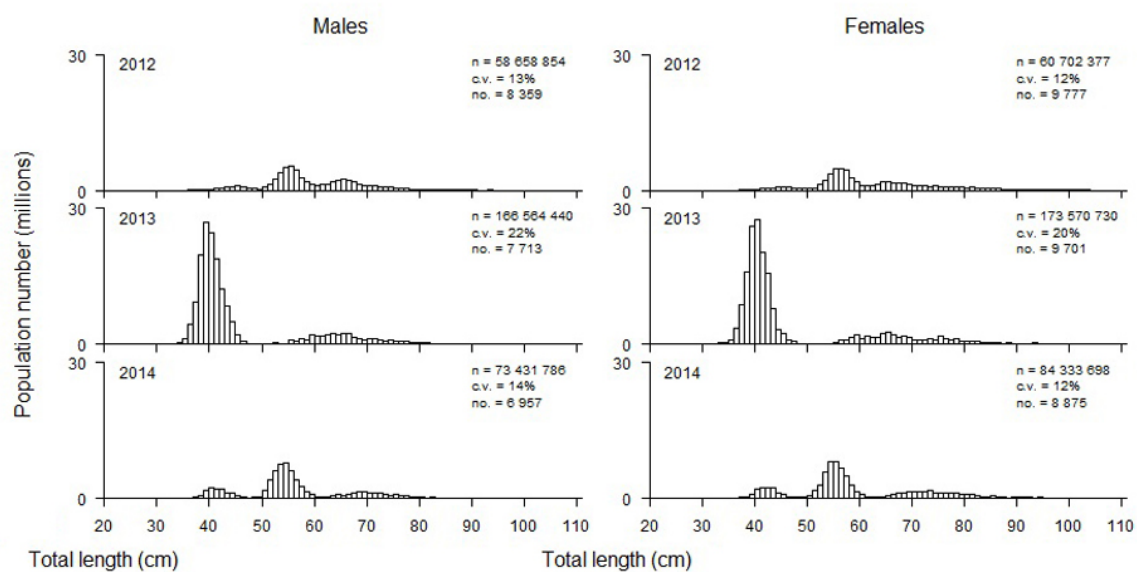 Males
Females
Population number (millions)
30
2012
n = 58 658 854
c.v. = 13%
no. = 8 359
0
30
2012
n = 60 702 377
c.v. = 12%
no. = 9 777
0
30
2013
n = 166 564 440
c.v. = 22%
no. = 7 713
0
30
2013
n = 173 570 730
c.v. = 20%
no. = 9 701
0
30
2014
n = 73 431 786
c.v. = 14%
no. = 6 957
0
30
2014
n = 84 333 698
c.v. = 12%
no. = 8 875
0
20 30 40 50 60 70 80 90 100 110
20 30 40 50 60 70 80 90 100 110
Total length (cm)
Total length (cm)